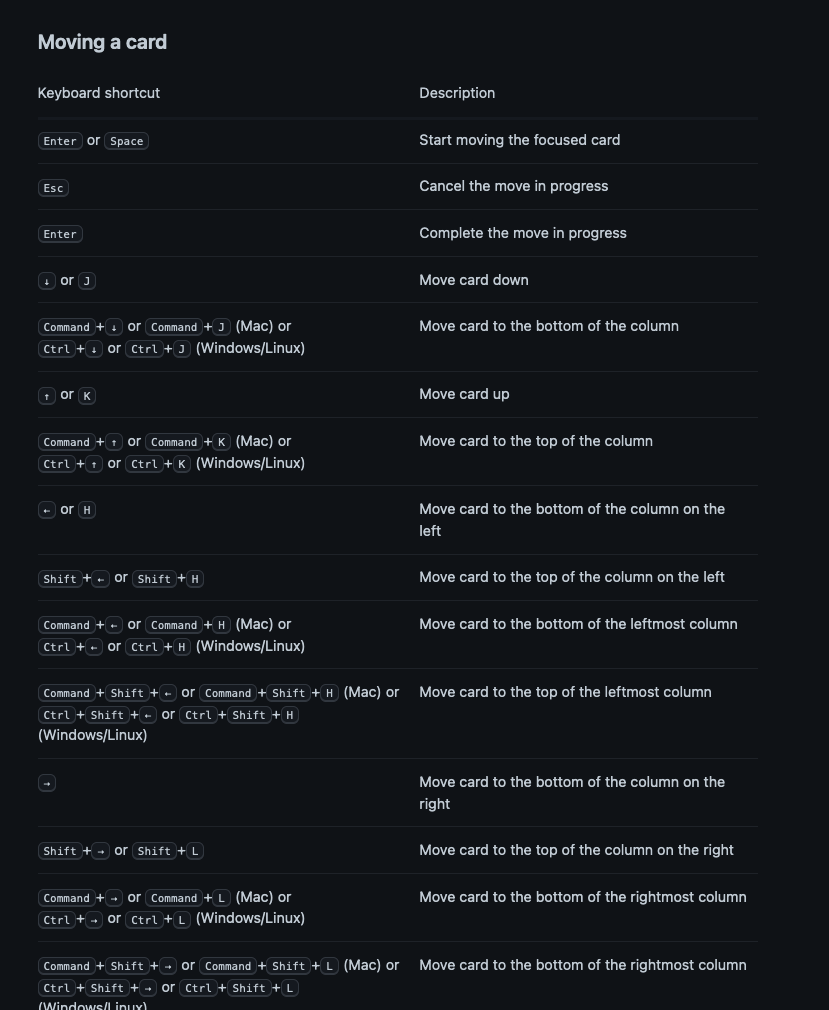 Moving a card
Keyboard shortcut Description
Enter or Space Start moving the focused card
Esc Cancel the move in progress
Enter Complete the move in progress
↓ or J Move card down
Command+↓ or Command+J (Mac) or Move card to the bottom of the column
Ctrl+↓ or Ctrl+J (Windows/Linux)
↑ or K Move card up
Command+↑ or Command+K (Mac) or Move card to the top of the column
Ctrl+↑ or Ctrl+K (Windows/Linux)
← or H Move card to the bottom of the column on the
left
Shift+← or Shift+H Move card to the top of the column on the left
Command+← or Command+H (Mac) or Move card to the bottom of the leftmost column
Ctrl+← or Ctrl+H (Windows/Linux)
Command+Shift+← or Command+Shift+H (Mac) or Move card to the top of the leftmost column
Ctrl+Shift+← or Ctrl+Shift+H
(Windows/Linux)
→ Move card to the bottom of the column on the
right
Shift+→ or Shift+L Move card to the top of the column on the right
Command+→ or Command+L (Mac) or Move card to the bottom of the rightmost column
Ctrl+→ or Ctrl+L (Windows/Linux)
Command+Shift+→ or Command+Shift+L (Mac) or Move card to the bottom of the rightmost column
Ctrl+Shift+→ or Ctrl+Shift+L
(Windows/Linux)